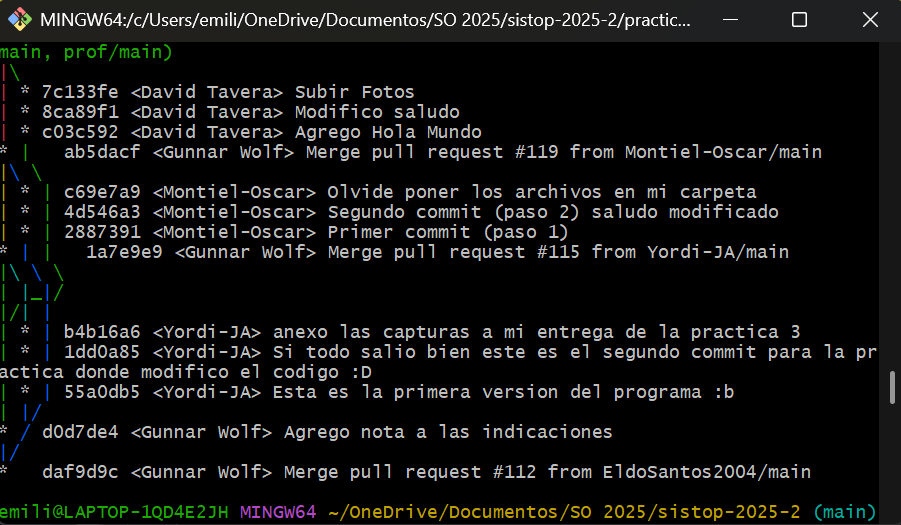 MINGW64:/c/Users/emili/OneDrive/Documentos/SO 2025/sistop-2025-2/practic...
main, prof/main)
|\
| * 7c133fe <David Tavera> Subir Fotos
| * 8ca89f1 <David Tavera> Modifico saludo
| * c03c592 <David Tavera> Agrego Hola Mundo
* |   ab5dacf <Gunnar Wolf> Merge pull request #119 from Montiel-Oscar/main
|\ \
| * | c69e7a9 <Montiel-Oscar> Olvide poner los archivos en mi carpeta
| * | 4d546a3 <Montiel-Oscar> Segundo commit (paso 2) saludo modificado
| * | 2887391 <Montiel-Oscar> Primer commit (paso 1)
* | |   1a7e9e9 <Gunnar Wolf> Merge pull request #115 from Yordi-JA/main
|\ \ \
| |_|/
|/| |
| * | b4b16a6 <Yordi-JA> anexo las capturas a mi entrega de la practica 3
| * | 1dd0a85 <Yordi-JA> Si todo salio bien este es el segundo commit para la pr
actica donde modifico el codigo :D
| * | 55a0db5 <Yordi-JA> Esta es la primera version del programa :b
| |/
* / d0d7de4 <Gunnar Wolf> Agrego nota a las indicaciones
|/
*   daf9d9c <Gunnar Wolf> Merge pull request #112 from EldoSantos2004/main
emili@LAPTOP-1QD4E2JH MINGW64 ~/OneDrive/Documentos/SO 2025/sistop-2025-2 (main)